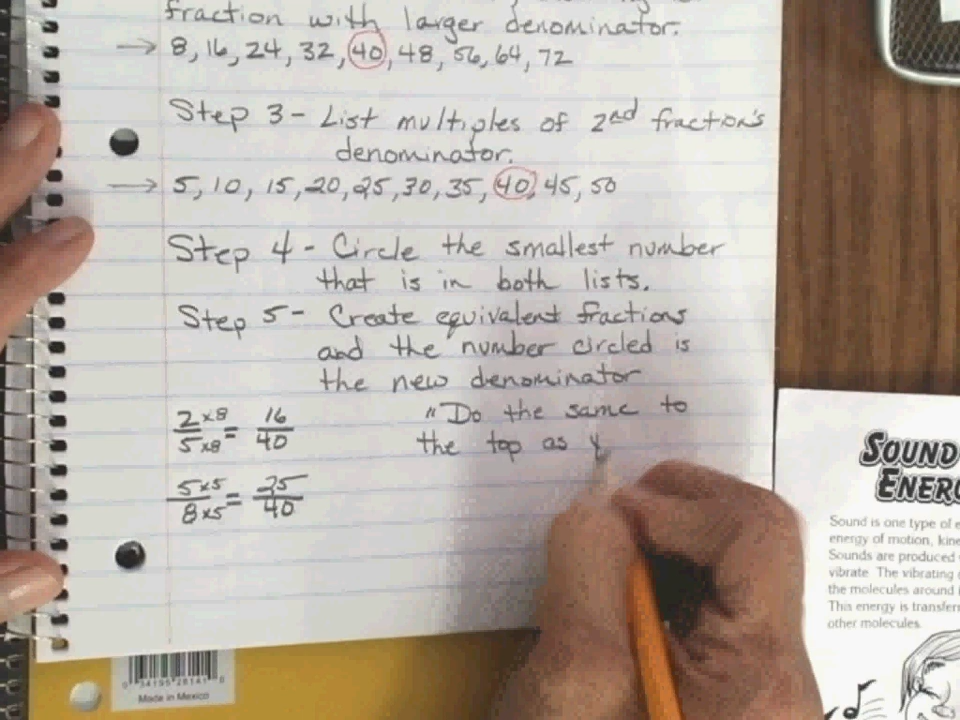 fraction with larger denominator.
→ 8, 16, 24, 32, 40, 48, 56, 64, 72
Step 3 - List multiples of 2nd fraction's
denominator.
→ 5, 10, 15, 20, 25, 30, 35, 40, 45, 50
Step 4 - Circle the smallest number
that is in both lists.
Step 5 - Create equivalent fractions
and the number circled is
the new denominator
2 x8 / 5 x8 = 16 / 40
"Do the same to
the top as y
5 x5 / 8 x5 = 25 / 40
Made in Mexico
SOUND
ENERG
Sound is one type of e
energy of motion, kine
Sounds are produced
vibrate. The vibrating
the molecules around
This energy is transfer
other molecules.